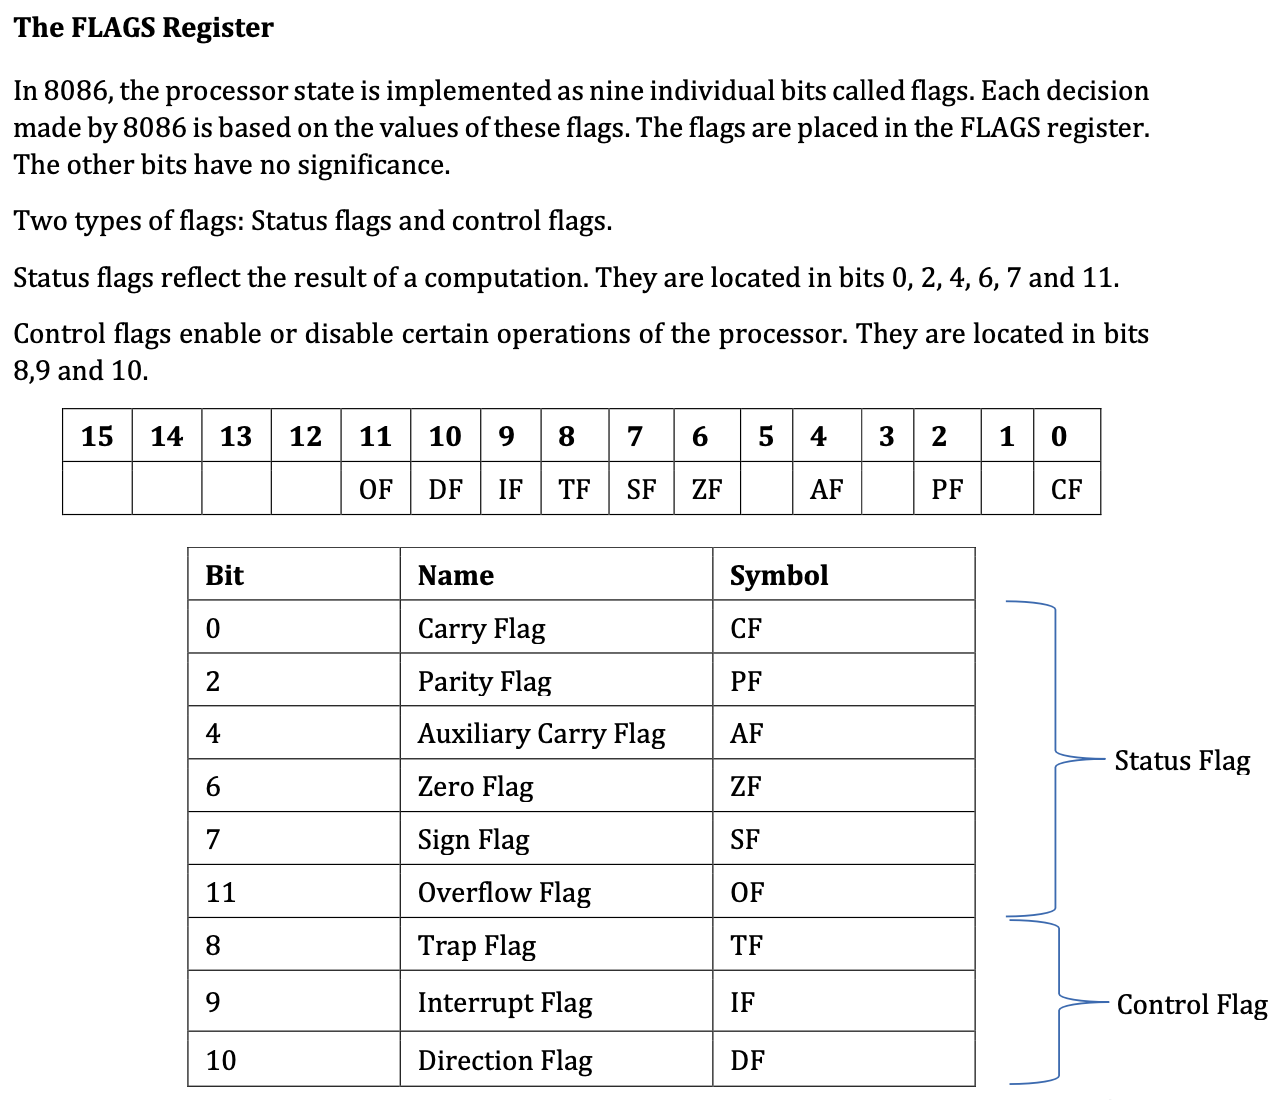 The FLAGS Register
In 8086, the processor state is implemented as nine individual bits called flags. Each decision
made by 8086 is based on the values of these flags. The flags are placed in the FLAGS register.
The other bits have no significance.
Two types of flags: Status flags and control flags.
Status flags reflect the result of a computation. They are located in bits 0, 2, 4, 6, 7 and 11.
Control flags enable or disable certain operations of the processor. They are located in bits
8,9 and 10.
15 14 13 12 11 10 9 8 7 6 5 4 3 2 1 0
OF DF IF TF SF ZF AF PF CF
Bit Name Symbol
0 Carry Flag CF
2 Parity Flag PF
4 Auxiliary Carry Flag AF
6 Zero Flag ZF
7 Sign Flag SF
11 Overflow Flag OF
8 Trap Flag TF
9 Interrupt Flag IF
10 Direction Flag DF
Status Flag
Control Flag